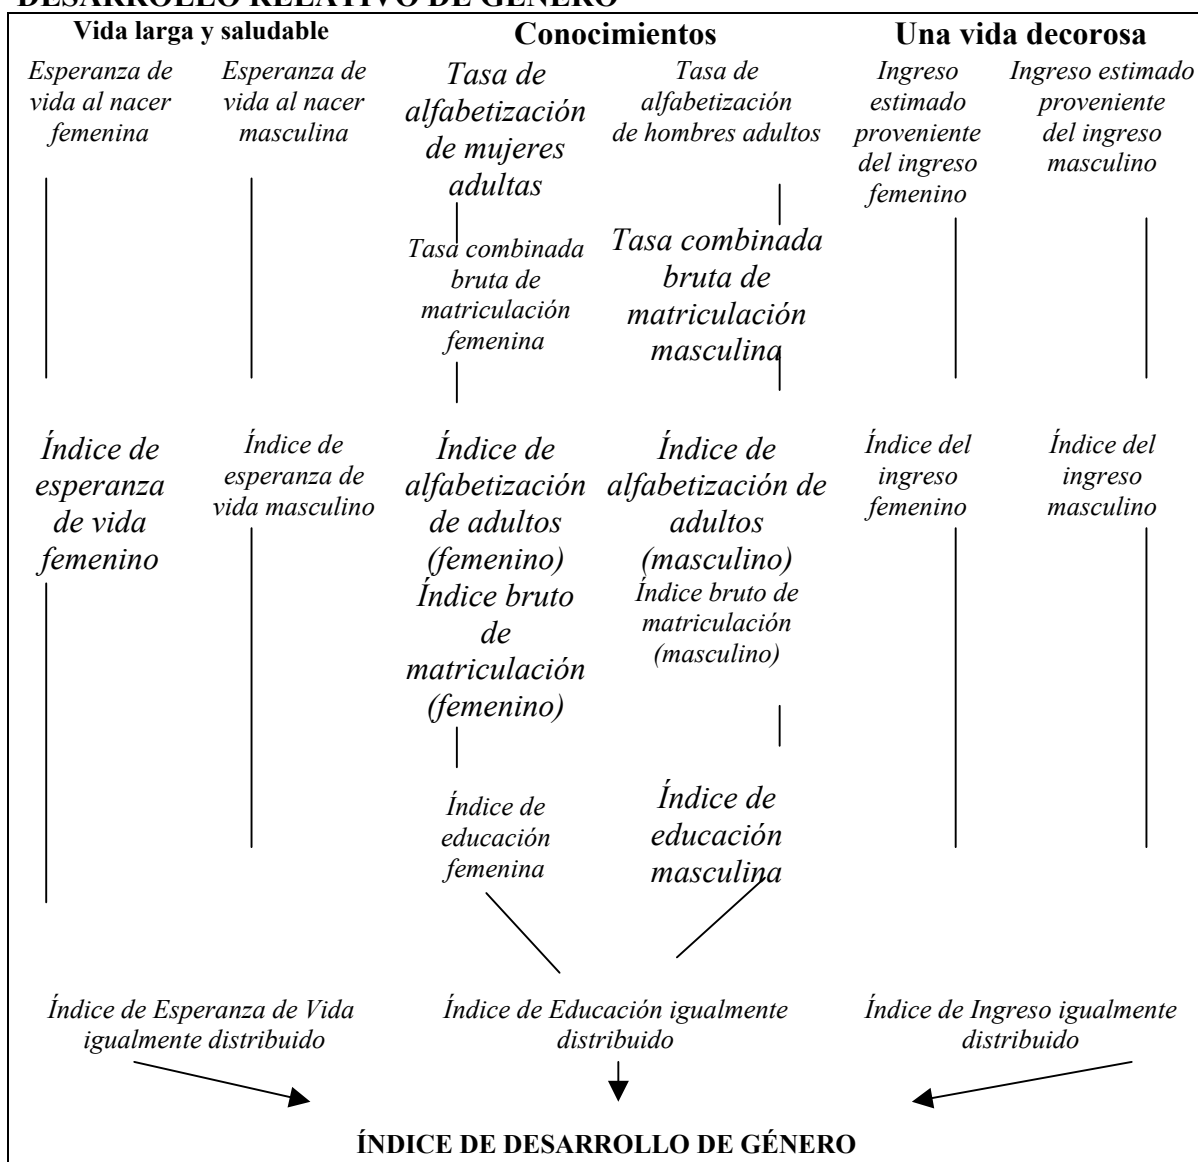 DESARROLLO RELATIVO DE GÉNERO
Vida larga y saludable
Conocimientos
Una vida decorosa
Esperanza de
vida al nacer
femenina
Esperanza de
vida al nacer
masculina
Tasa de
alfabetización
de mujeres
adultas
Tasa de
alfabetización
de hombres adultos
Ingreso
estimado
proveniente
del ingreso
femenino
Ingreso estimado
proveniente
del ingreso
masculino
Tasa combinada
bruta de
matriculación
femenina
Tasa combinada
bruta de
matriculación
masculina
Índice de
esperanza
de vida
femenino
Índice de
esperanza de
vida masculino
Índice de
alfabetización
de adultos
(femenino)
Índice bruto
de
matriculación
(femenino)
Índice de
alfabetización de
adultos
(masculino)
Índice bruto de
matriculación
(masculino)
Índice del
ingreso
femenino
Índice del
ingreso
masculino
Índice de
educación
femenina
Índice de
educación
masculina
Índice de Esperanza de Vida
igualmente distribuido
Índice de Educación igualmente
distribuido
Índice de Ingreso igualmente
distribuido
ÍNDICE DE DESARROLLO DE GÉNERO